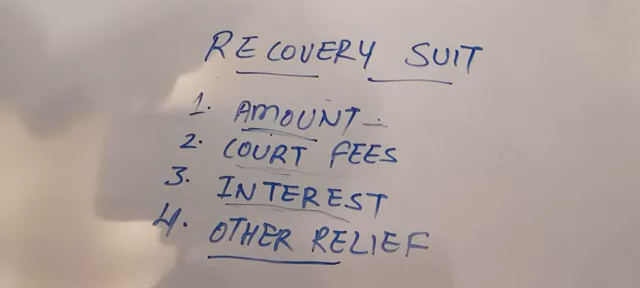 RECOVERY SUIT
1. AMOUNT -
2. COURT FEES
3. INTEREST
4. OTHER RELIEF